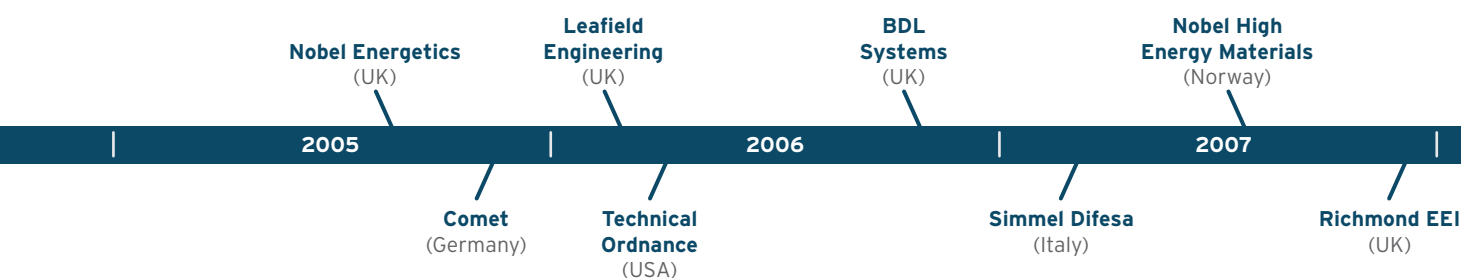 Nobel Energetics
(UK)
Leafield
Engineering
(UK)
BDL
Systems
(UK)
Nobel High
Energy Materials
(Norway)
2005
2006
2007
Comet
(Germany)
Technical
Ordnance
(USA)
Simmel Difesa
(Italy)
Richmond EEI
(UK)